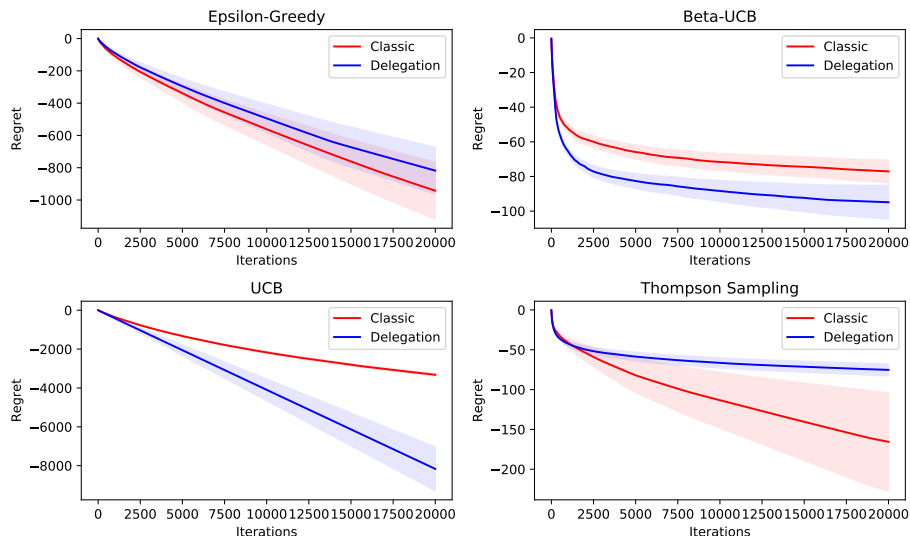 Epsilon-Greedy
Regret
0
−200
−400
−600
−800
−1000
Classic
Delegation
0 2500 5000 7500 10000 12500 15000 17500 20000
Iterations
Beta-UCB
Regret
0
−20
−40
−60
−80
−100
Classic
Delegation
0 2500 5000 7500 10000 12500 15000 17500 20000
Iterations
UCB
Regret
0
−2000
−4000
−6000
−8000
Classic
Delegation
0 2500 5000 7500 10000 12500 15000 17500 20000
Iterations
Thompson Sampling
Regret
0
−50
−100
−150
−200
Classic
Delegation
0 2500 5000 7500 10000 12500 15000 17500 20000
Iterations